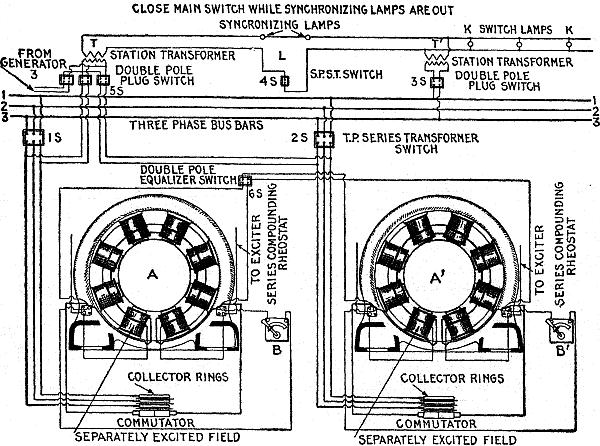 CLOSE MAIN SWITCH WHILE SYNCHRONIZING LAMPS ARE OUT
SYNCRONIZING LAMPS
K SWITCH LAMPS K
FROM
GENERATOR
3
T
STATION TRANSFORMER
DOUBLE POLE
PLUG SWITCH
5S
L
4S
S.P.S.T. SWITCH
T'
STATION TRANSFORMER
DOUBLE POLE
PLUG SWITCH
3S
1
2
3
1
2
3
1S
THREE PHASE BUS BARS
2S
T.P. SERIES TRANSFORMER
SWITCH
DOUBLE POLE
EQUALIZER SWITCH
6S
A
TO EXCITER
SERIES COMPOUNDING
RHEOSTAT
B
A'
TO EXCITER
SERIES COMPOUNDING
RHEOSTAT
B'
COLLECTOR RINGS
COMMUTATOR
SEPARATELY EXCITED FIELD
COLLECTOR RINGS
COMMUTATOR
SEPARATELY EXCITED FIELD